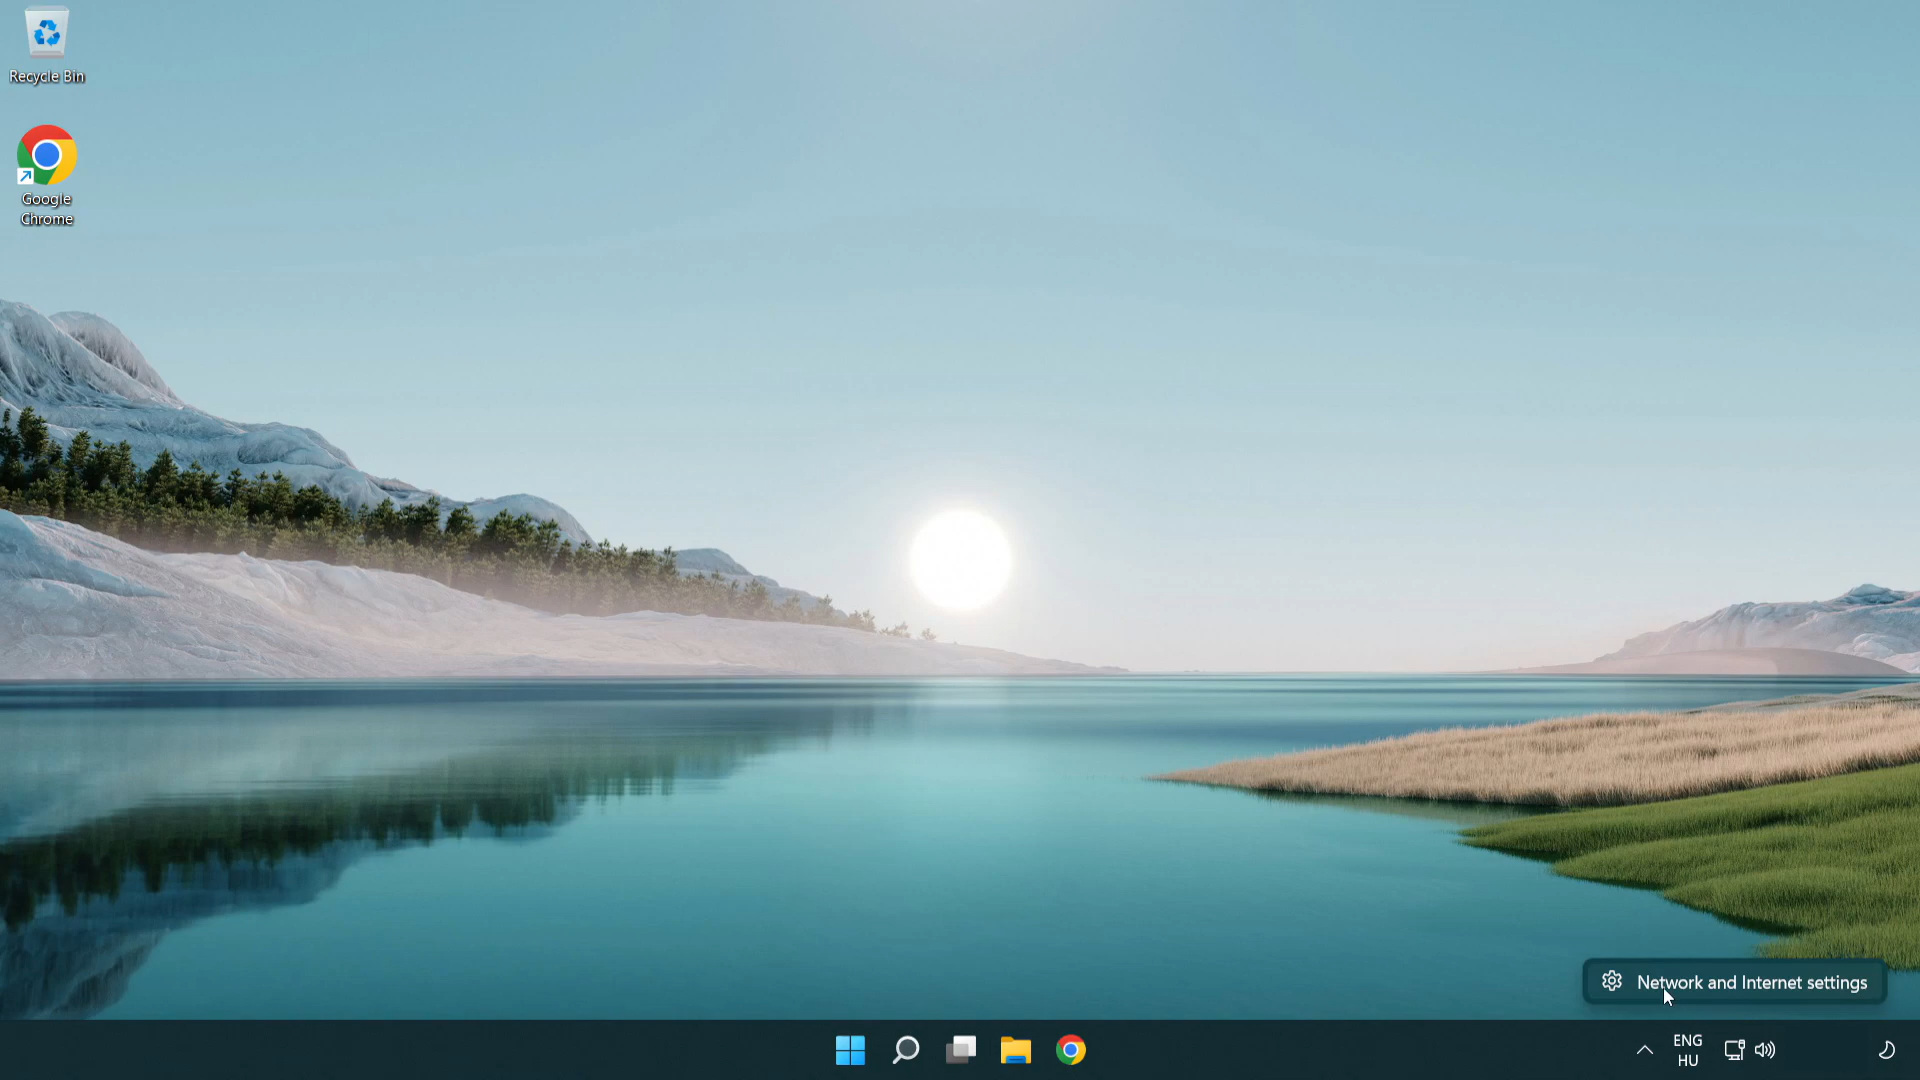 Recycle Bin
Google
Chrome
Network and Internet settings
ENG
HU